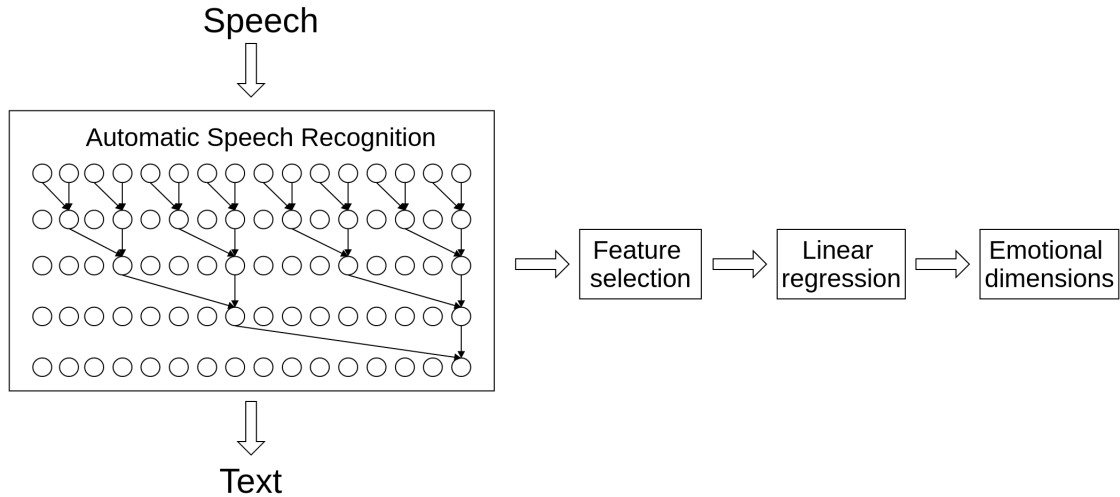 Speech
Automatic Speech Recognition
Feature
selection
Linear
regression
Emotional
dimensions
Text